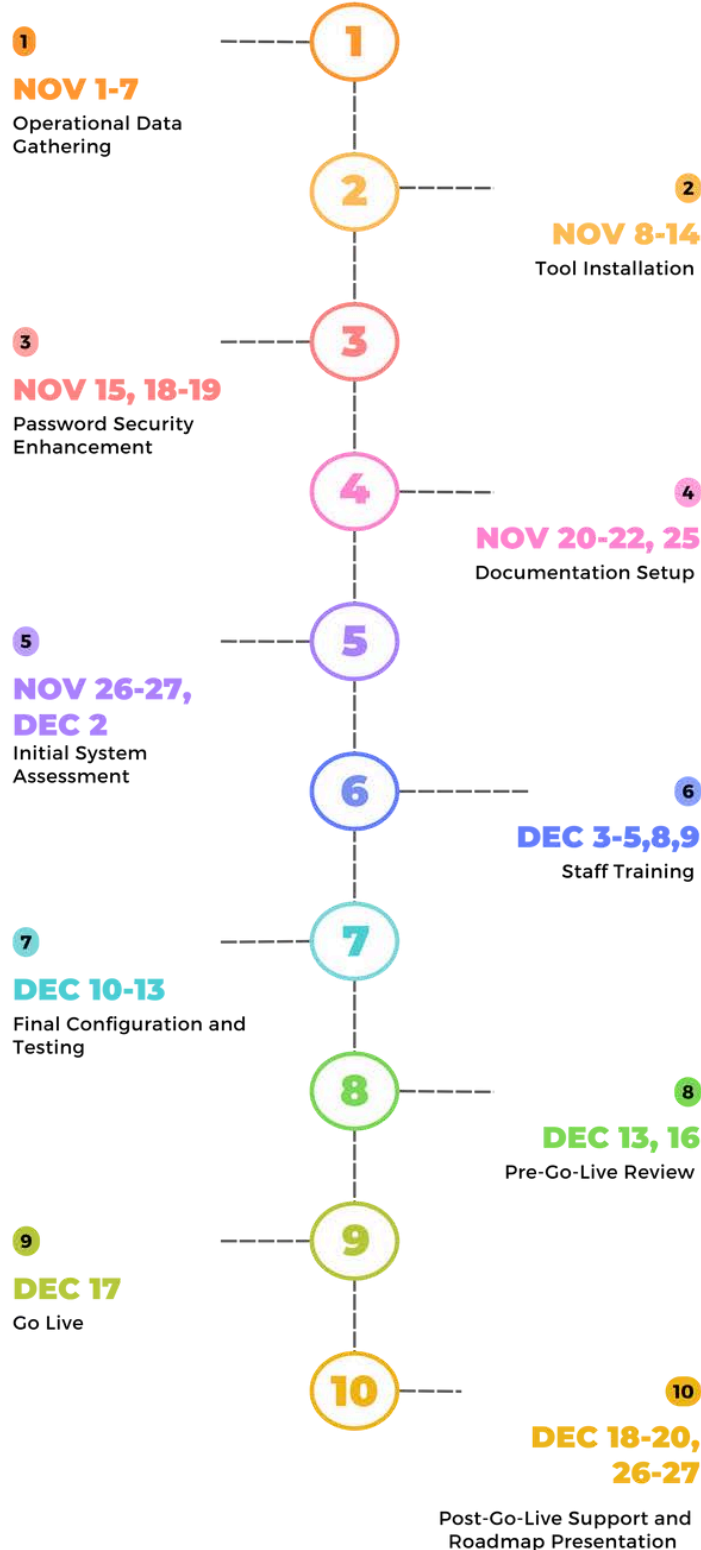 1
1
NOV 1-7
Operational Data
Gathering
2
2
NOV 8-14
Tool Installation
3
3
NOV 15, 18-19
Password Security
Enhancement
4
4
NOV 20-22, 25
Documentation Setup
5
5
NOV 26-27,
DEC 2
Initial System
Assessment
6
6
DEC 3-5,8,9
Staff Training
7
7
DEC 10-13
Final Configuration and
Testing
8
8
DEC 13, 16
Pre-Go-Live Review
9
9
DEC 17
Go Live
10
10
DEC 18-20,
26-27
Post-Go-Live Support and
Roadmap Presentation